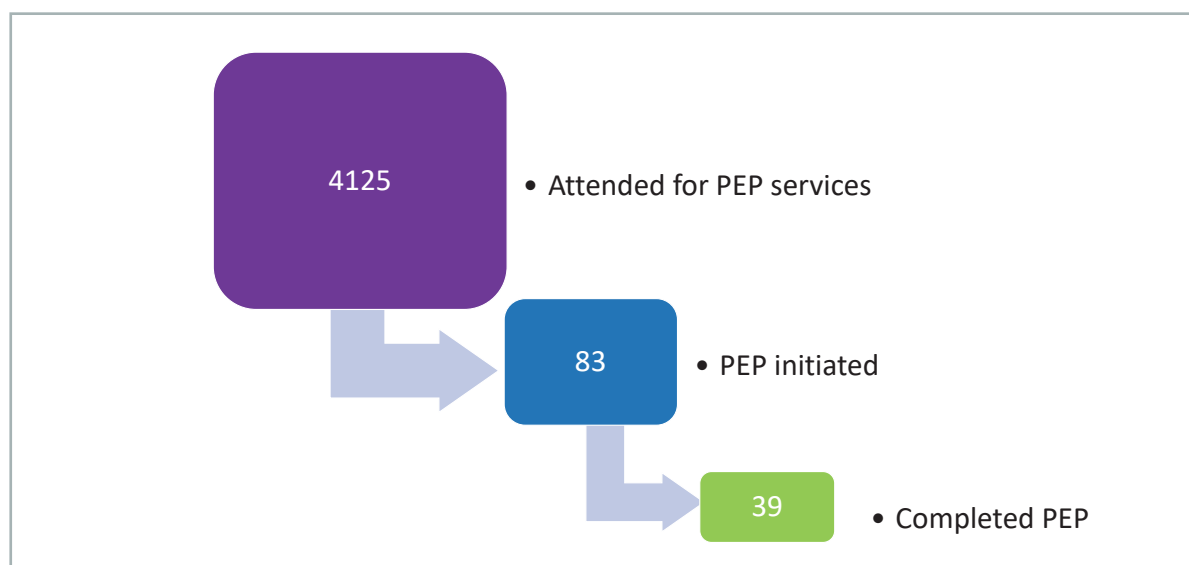 4125
• Attended for PEP services
83
• PEP initiated
39
• Completed PEP